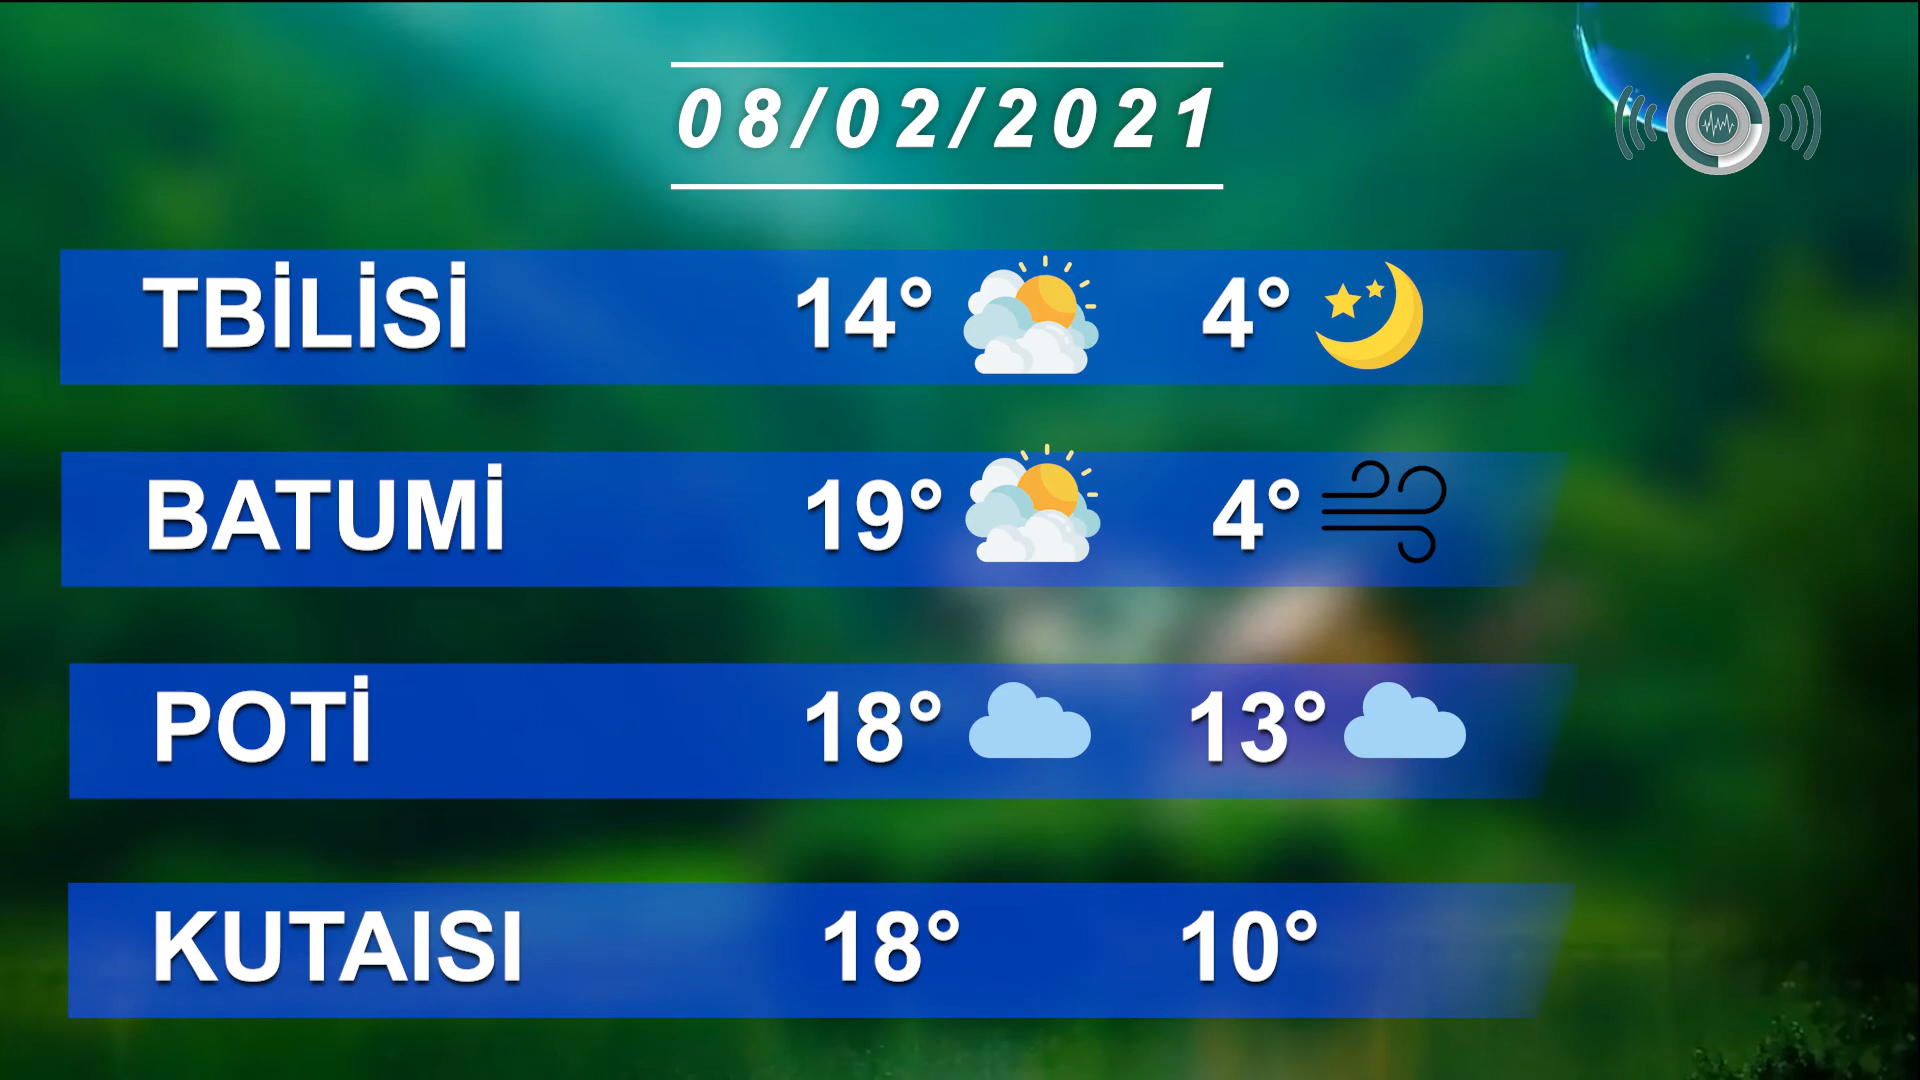 08/02/2021
TBİLİSİ 14° 4°
BATUMİ 19° 4°
POTİ 18° 13°
KUTAISI 18° 10°